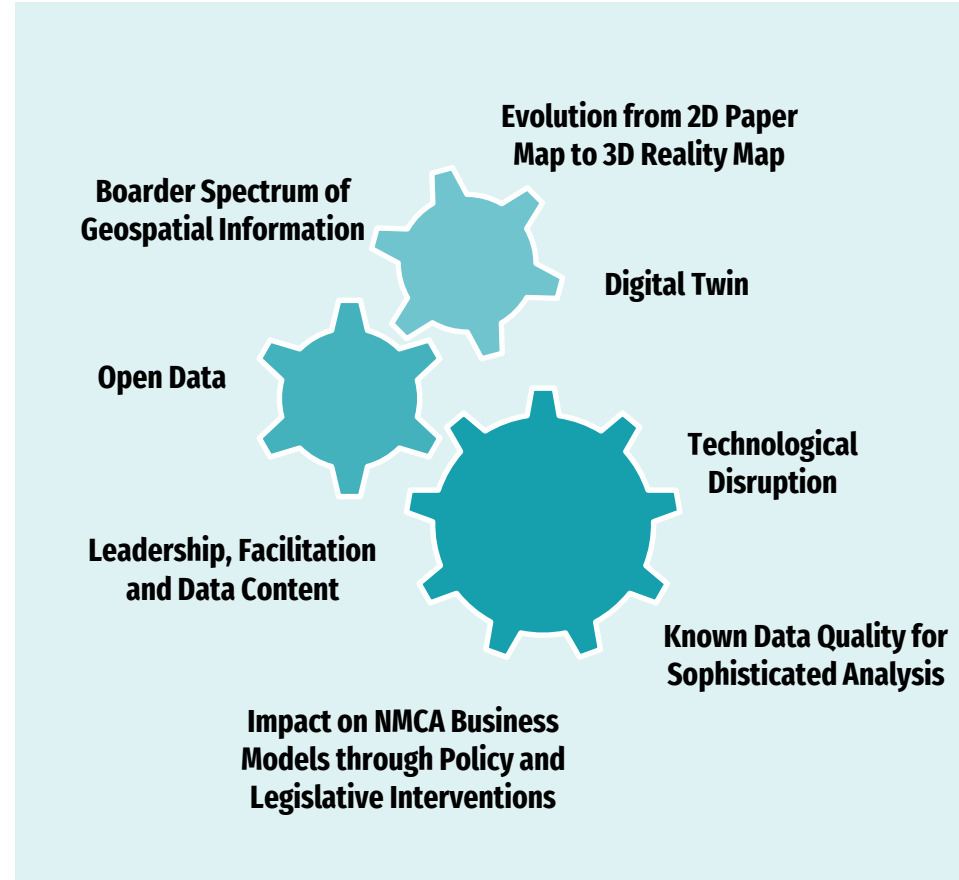 Evolution from 2D Paper
Map to 3D Reality Map
Boarder Spectrum of
Geospatial Information
Digital Twin
Open Data
Technological
Disruption
Leadership, Facilitation
and Data Content
Known Data Quality for
Sophisticated Analysis
Impact on NMCA Business
Models through Policy and
Legislative Interventions